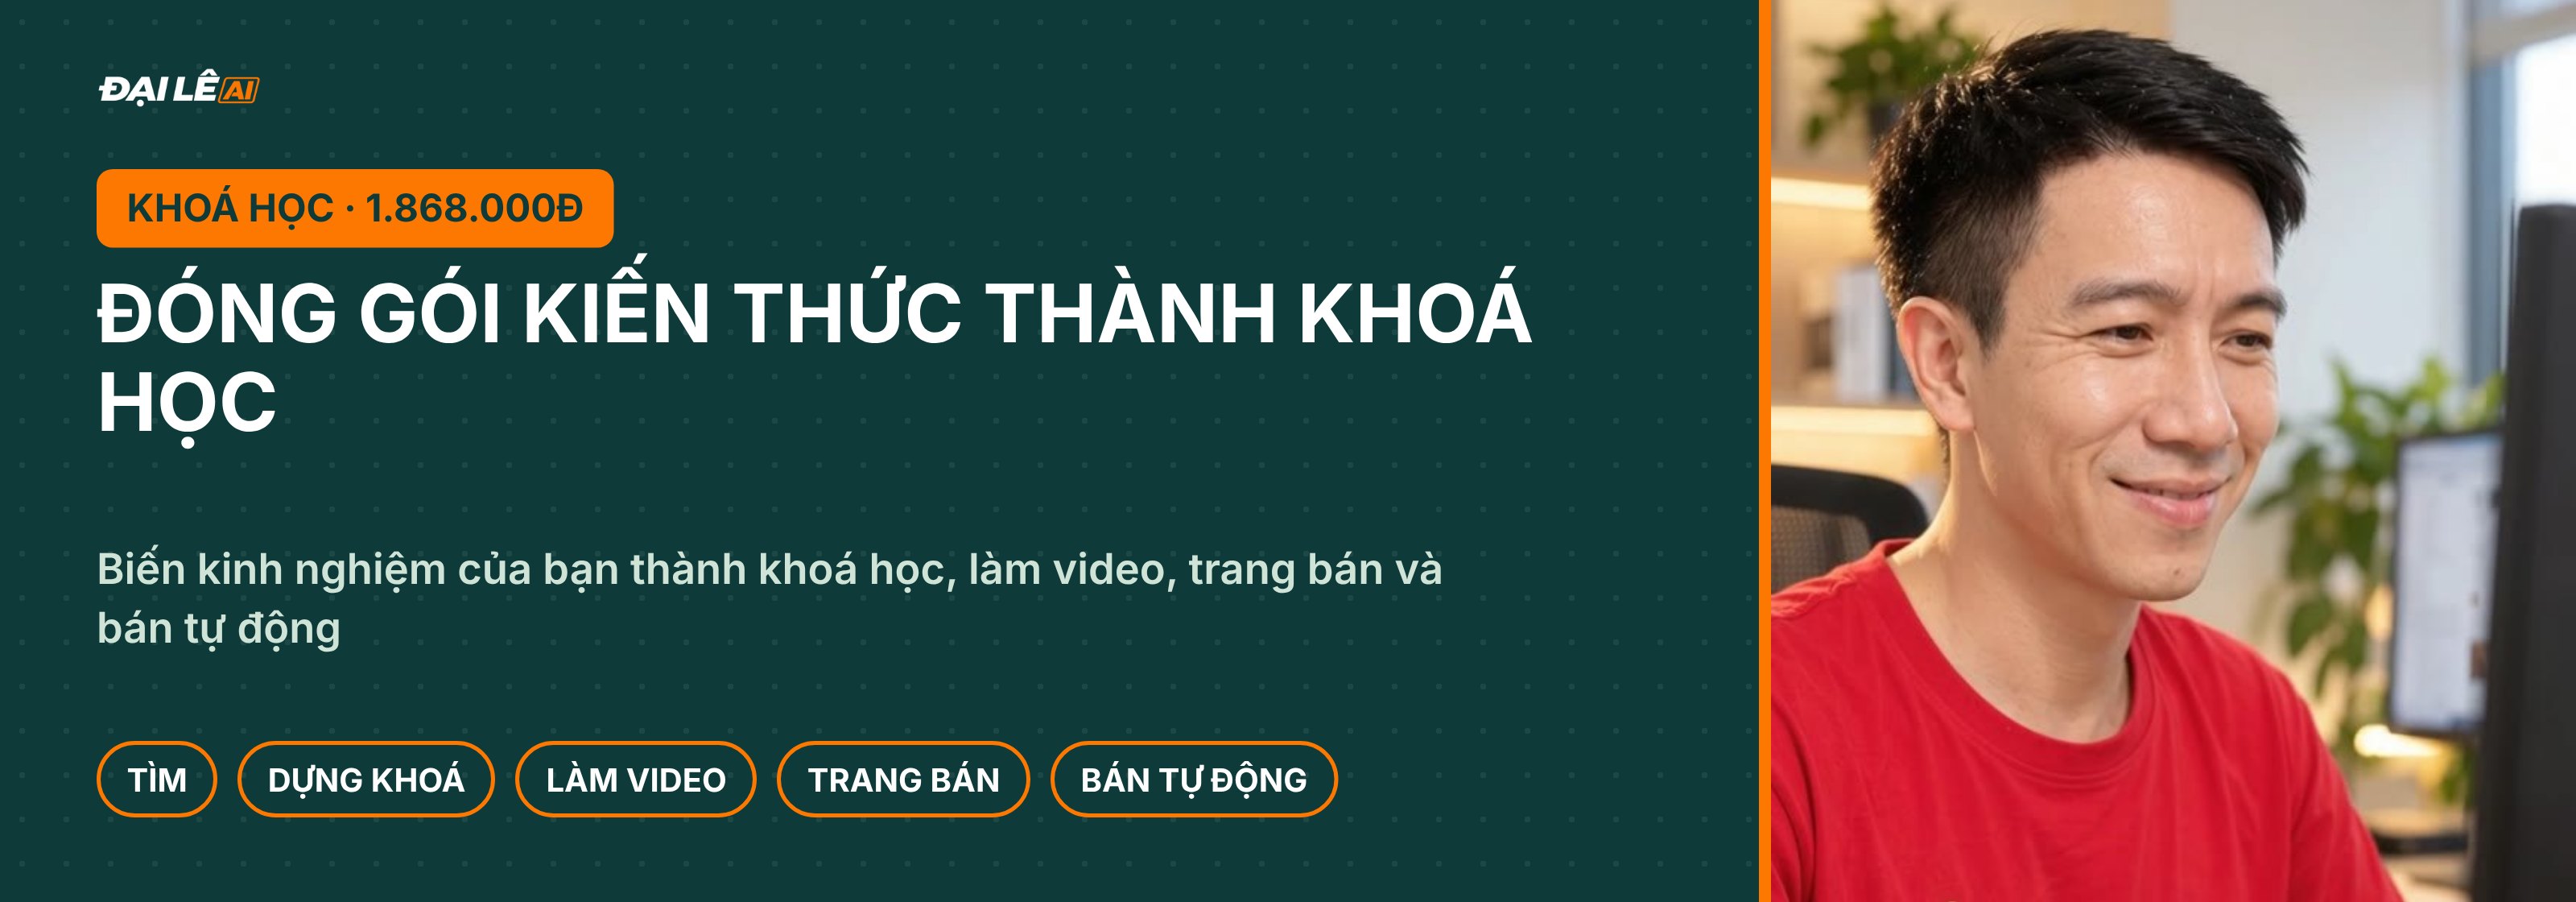 ĐẠI LÊ AI
KHOÁ HỌC · 1.868.000Đ
ĐÓNG GÓI KIẾN THỨC THÀNH KHOÁ
HỌC
Biến kinh nghiệm của bạn thành khoá học, làm video, trang bán và
bán tự động
TÌM
DỰNG KHOÁ
LÀM VIDEO
TRANG BÁN
BÁN TỰ ĐỘNG